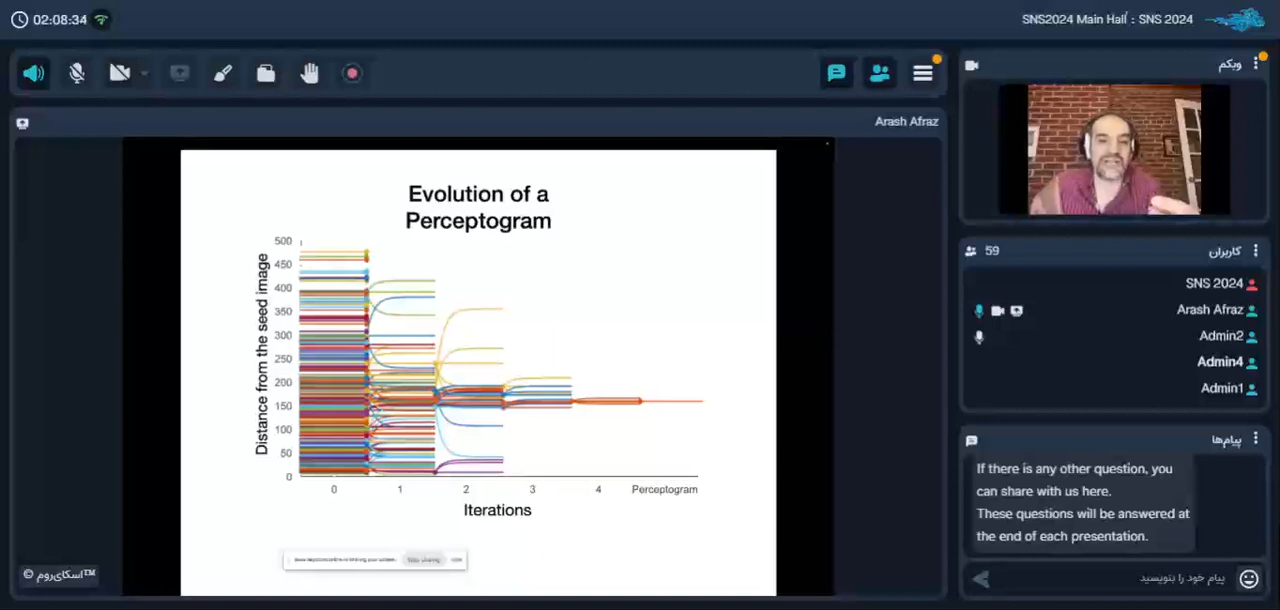 02:08:34
SNS2024 Main Hall : SNS 2024
Arash Afraz
Evolution of a
Perceptogram
Distance from the seed image
500
450
400
350
300
250
200
150
100
50
0
0 1 2 3 4 Perceptogram
Iterations
Stop sharing
اسکای‌روم™ ©
وبکم
کاربران
59
SNS 2024
Arash Afraz
Admin2
Admin4
Admin1
پیام‌ها
If there is any other question, you
can share with us here.
These questions will be answered at
the end of each presentation.
پیام خود را بنویسید